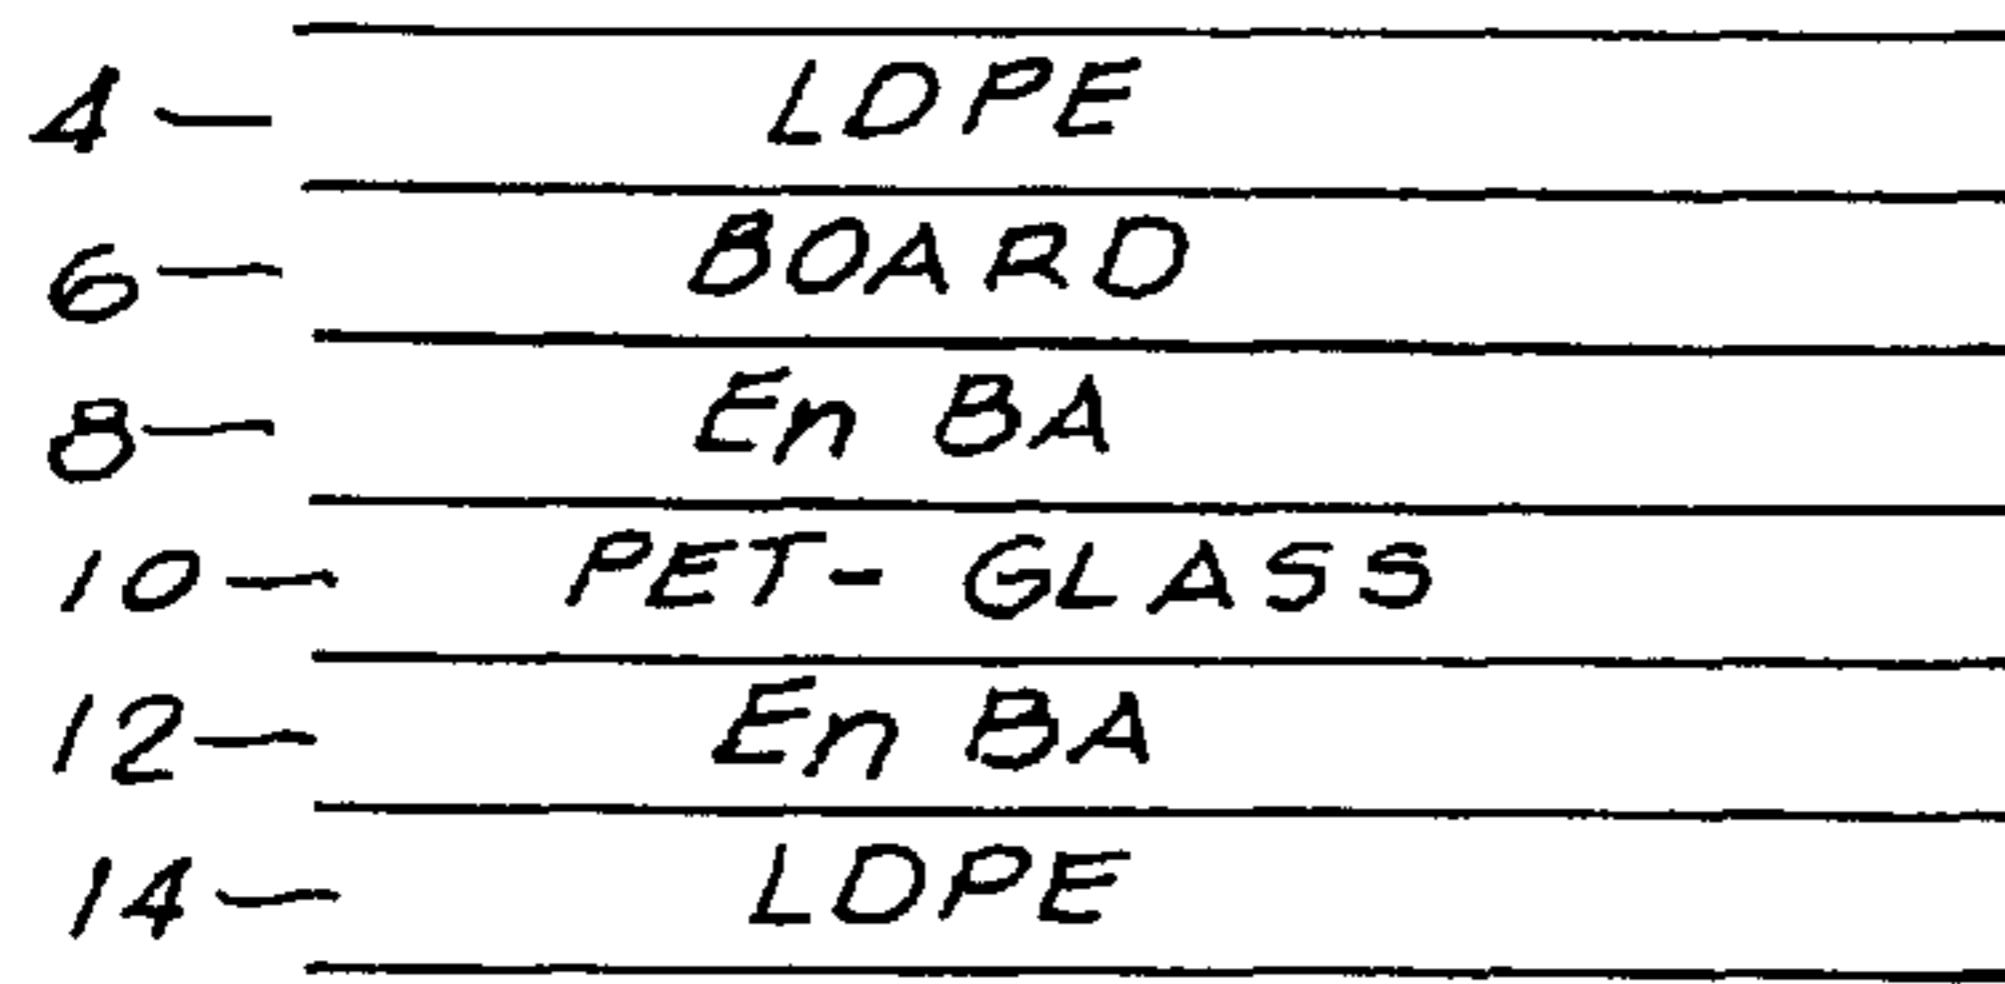 4 — LDPE
6 — BOARD
8 — En BA
10 — PET- GLASS
12 — En BA
14 — LDPE